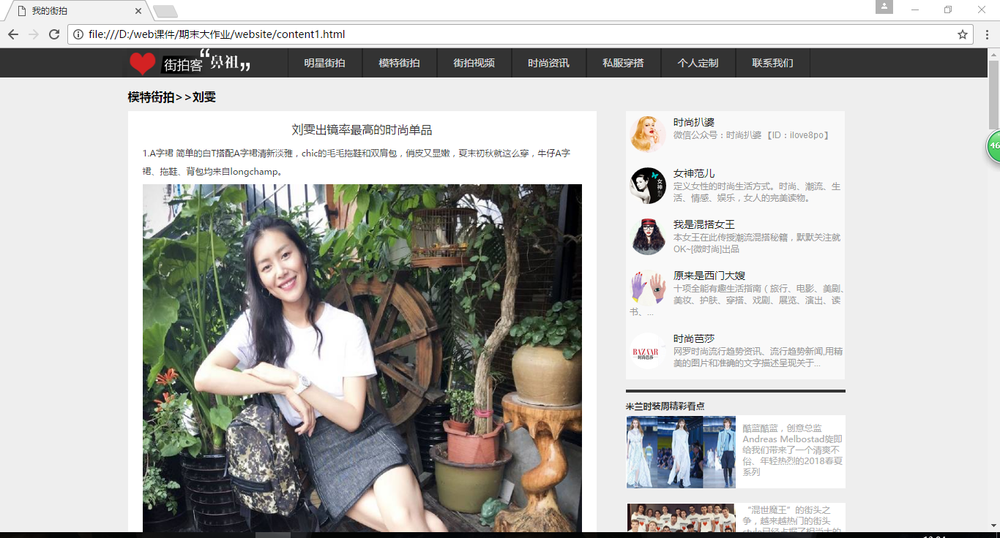 我的街拍
file:///D:/web课件/期末大作业/website/content1.html
街拍客“鼻祖”
明星街拍
模特街拍
街拍视频
时尚资讯
私服穿搭
个人定制
联系我们
模特街拍>>刘雯
刘雯出镜率最高的时尚单品
1.A字裙 简单的白T搭配A字裙清新淡雅，chic的毛毛拖鞋和双肩包，俏皮又显嫩，夏末初秋就这么穿，牛仔A字
裙、拖鞋、背包均来自longchamp。
时尚扒婆
微信公众号：时尚扒婆 【ID：ilove8po】
女神范儿
定义女性的时尚生活方式。时尚、潮流、生
活、情感、娱乐，女人的完美读物。
我是混搭女王
本女王在此传授潮流混搭秘籍，默默关注就
OK~[微时尚]出品
原来是西门大嫂
十项全能有趣生活指南（旅行、电影、美剧、
美妆、护肤、穿搭、戏剧、展览、演出、读
书、...
BAZAAR
时尚芭莎
时尚芭莎
网罗时尚流行趋势资讯、流行趋势新闻,用精
美的图片和准确的文字描述呈现关于...
米兰时装周精彩看点
酷蓝酷蓝，创意总监
Andreas Melbostad旋即
给我们带来了一个清爽不
俗、年轻热烈的2018春夏
系列
“混世魔王”的街头之
争，越来越热门的街头
46
女神